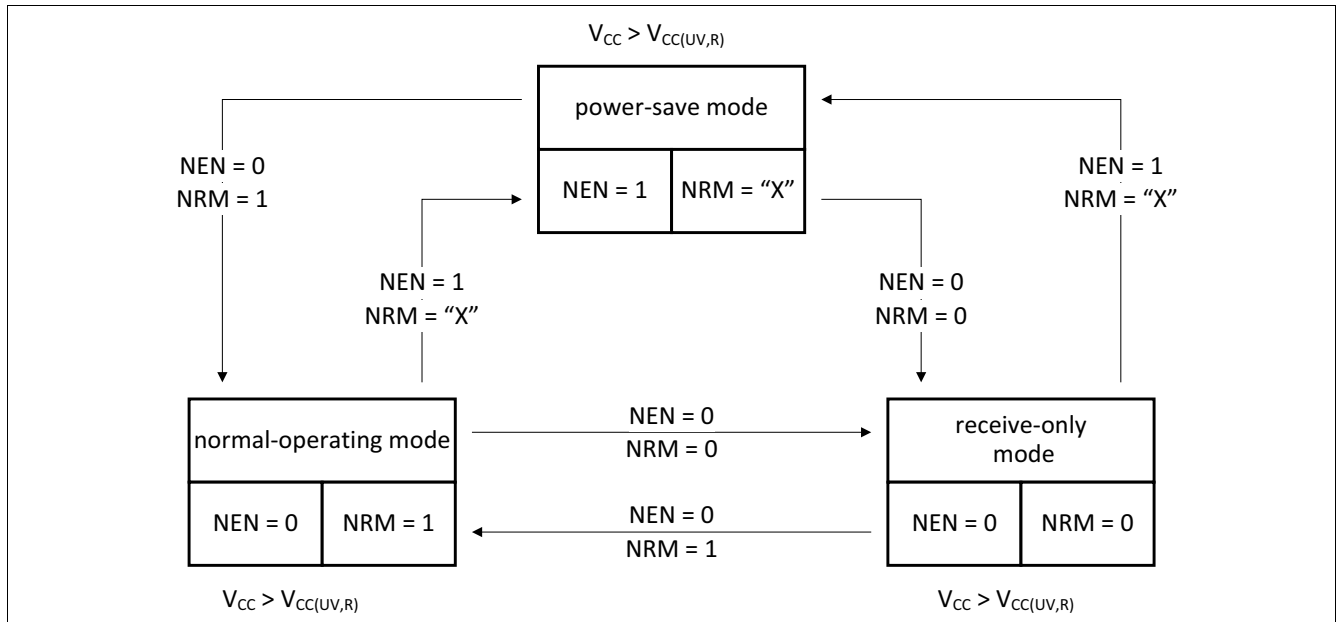 V_CC > V_CC(UV,R)
power-save mode
NEN = 1
NRM = “X”
NEN = 0
NRM = 1
NEN = 1
NRM = “X”
NEN = 1
NRM = “X”
NEN = 0
NRM = 0
normal-operating mode
NEN = 0
NRM = 1
NEN = 0
NRM = 0
NEN = 0
NRM = 1
receive-only
mode
NEN = 0
NRM = 0
V_CC > V_CC(UV,R)
V_CC > V_CC(UV,R)